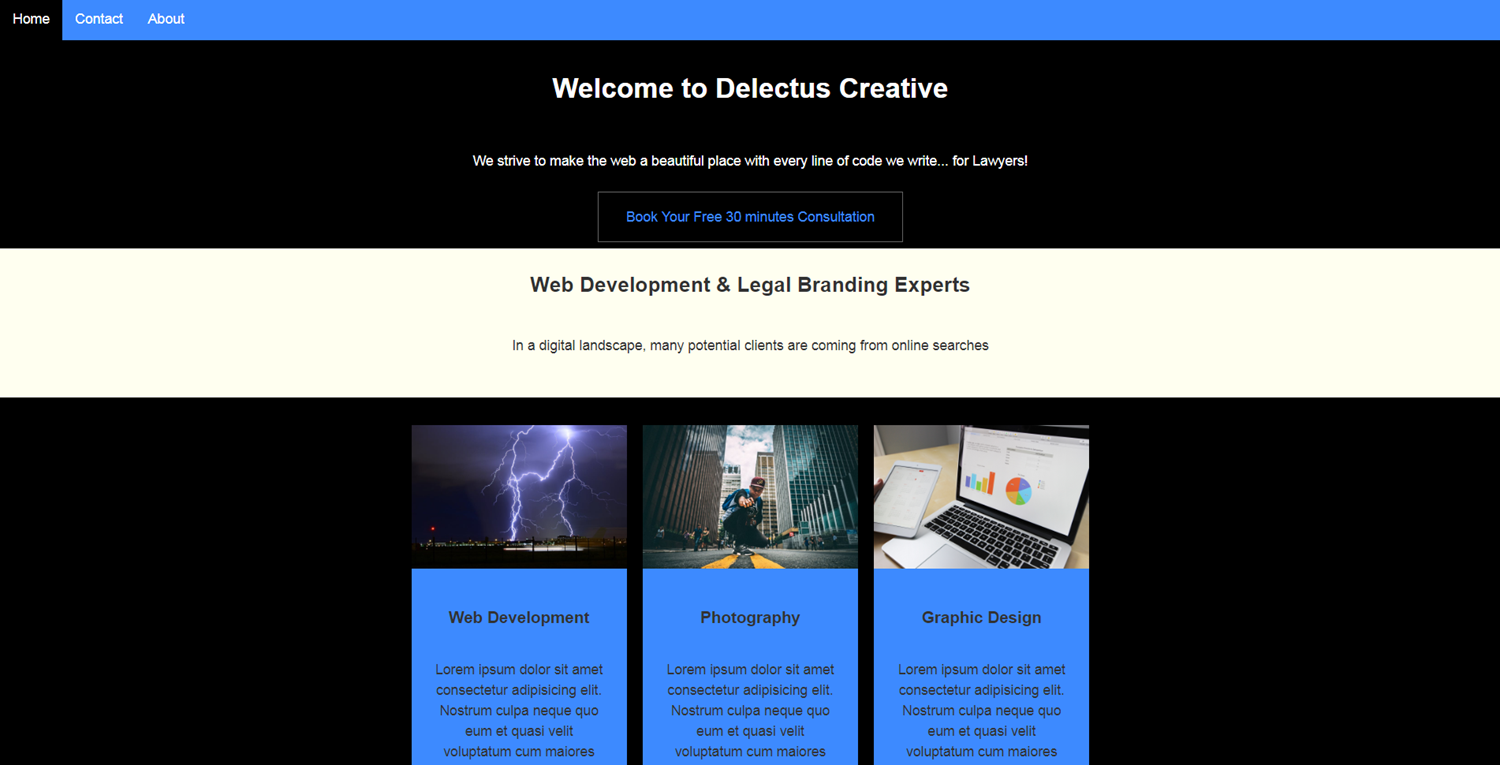 Home Contact About
Welcome to Delectus Creative
We strive to make the web a beautiful place with every line of code we write... for Lawyers!
Book Your Free 30 minutes Consultation
Web Development & Legal Branding Experts
In a digital landscape, many potential clients are coming from online searches
Web Development
Lorem ipsum dolor sit amet
consectetur adipisicing elit.
Nostrum culpa neque quo
eum et quasi velit
voluptatum cum maiores
Photography
Lorem ipsum dolor sit amet
consectetur adipisicing elit.
Nostrum culpa neque quo
eum et quasi velit
voluptatum cum maiores
Graphic Design
Lorem ipsum dolor sit amet
consectetur adipisicing elit.
Nostrum culpa neque quo
eum et quasi velit
voluptatum cum maiores